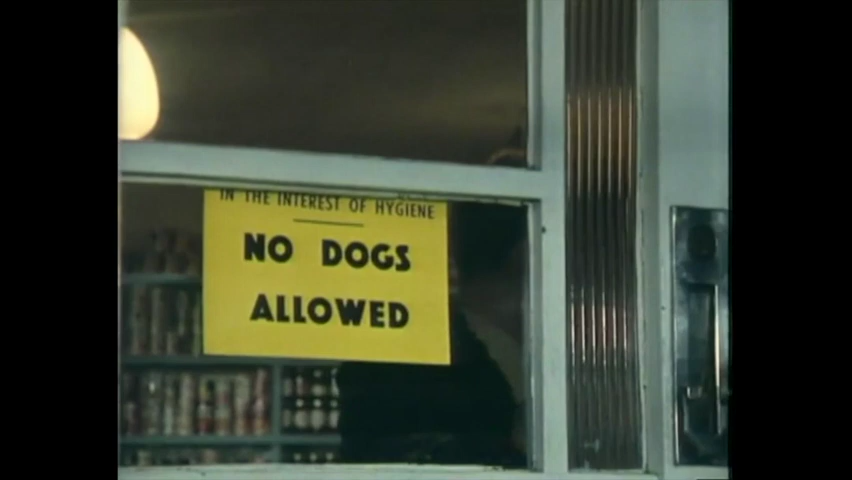 IN THE INTEREST OF HYGIENE
NO DOGS
ALLOWED